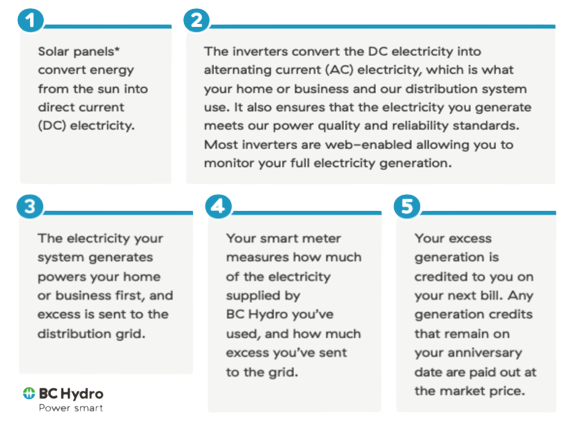 1
Solar panels*
convert energy
from the sun into
direct current
(DC) electricity.
2
The inverters convert the DC electricity into
alternating current (AC) electricity, which is what
your home or business and our distribution system
use. It also ensures that the electricity you generate
meets our power quality and reliability standards.
Most inverters are web-enabled allowing you to
monitor your full electricity generation.
3
The electricity your
system generates
powers your home
or business first, and
excess is sent to the
distribution grid.
4
Your smart meter
measures how much
of the electricity
supplied by
BC Hydro you've
used, and how much
excess you've sent
to the grid.
5
Your excess
generation is
credited to you on
your next bill. Any
generation credits
that remain on
your anniversary
date are paid out at
the market price.
BC Hydro
Power smart